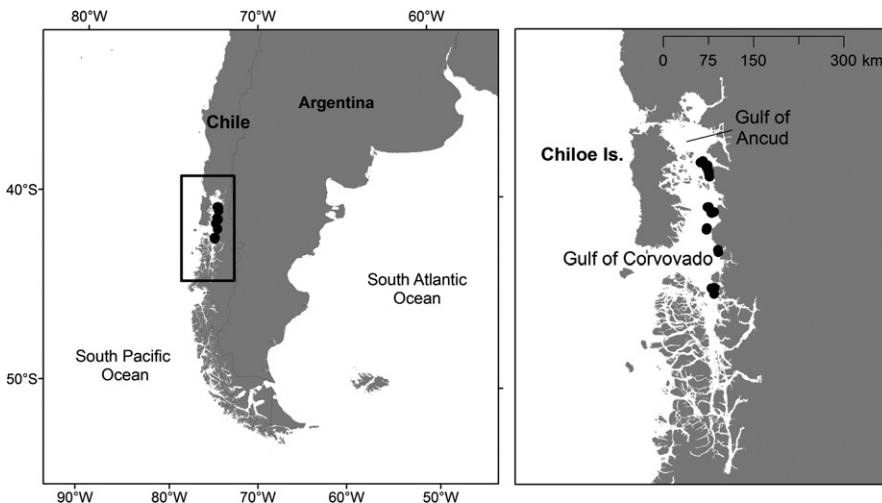 80°W
70°W
60°W
Argentina
Chile
40°S
South Atlantic
Ocean
South Pacific
Ocean
50°S
90°W
80°W
70°W
60°W
50°W
0
75
150
300 km
Gulf of
Ancud
Chiloe Is.
Gulf of Corvovado